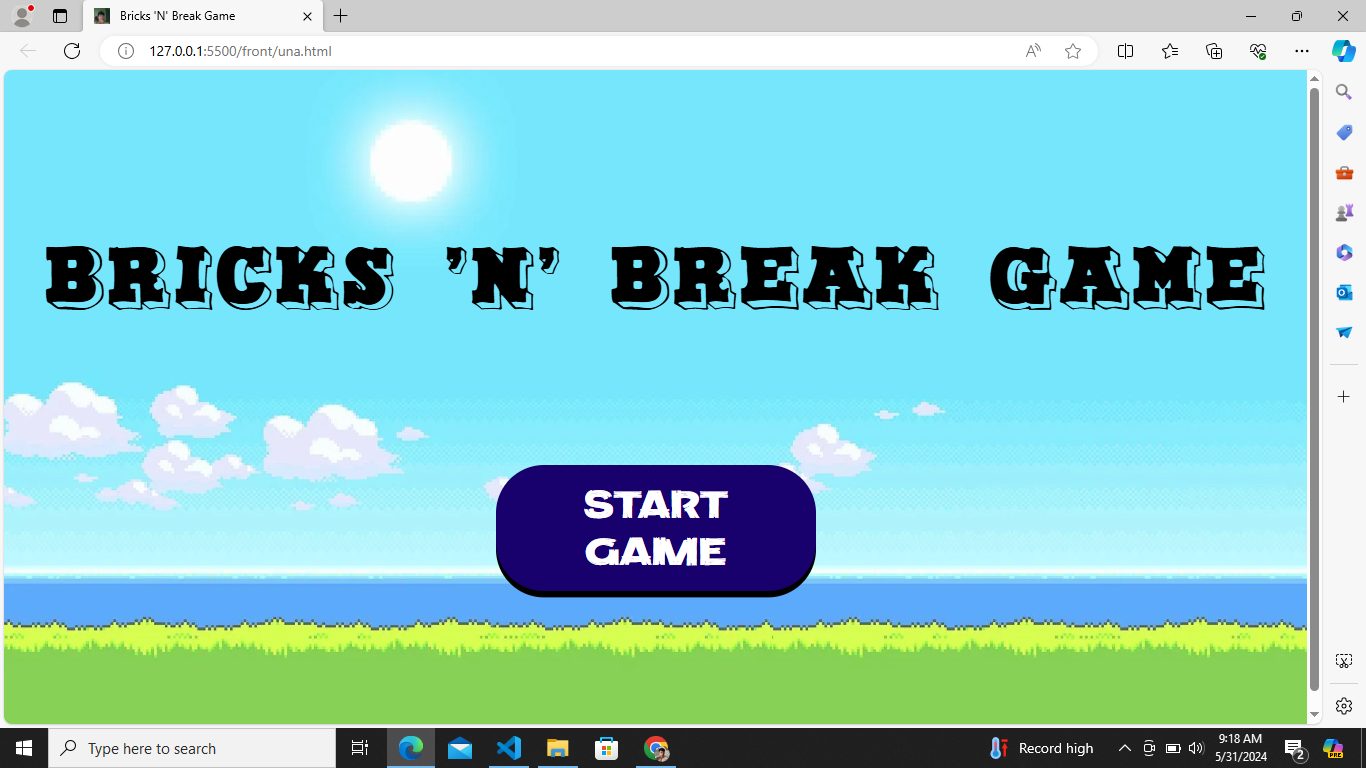 Bricks 'N' Break Game
127.0.0.1:5500/front/una.html
BRICKS 'N' BREAK GAME
START
GAME
Type here to search
Record high
9:18 AM
5/31/2024
2
PRE